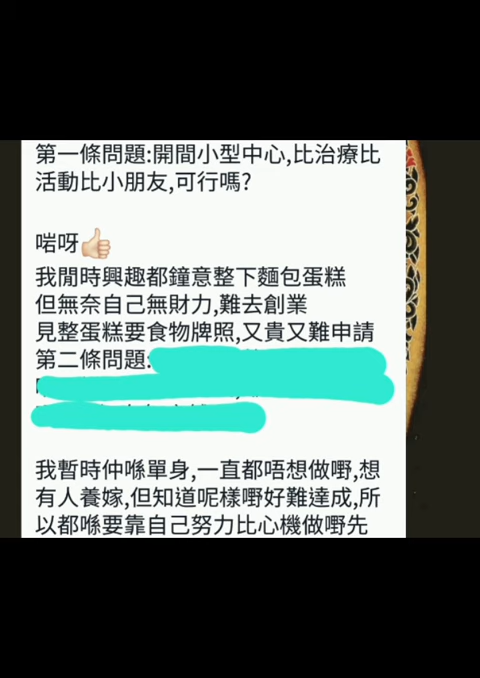 第一條問題:開間小型中心,比治療比
活動比小朋友,可行嗎?
啱呀👍🏻
我閒時興趣都鐘意整下麵包蛋糕
但無奈自己無財力,難去創業
見整蛋糕要食物牌照,又貴又難申請
第二條問題:
我暫時仲喺單身,一直都唔想做嘢,想
有人養嫁,但知道呢樣嘢好難達成,所
以都喺要靠自己努力比心機做嘢先